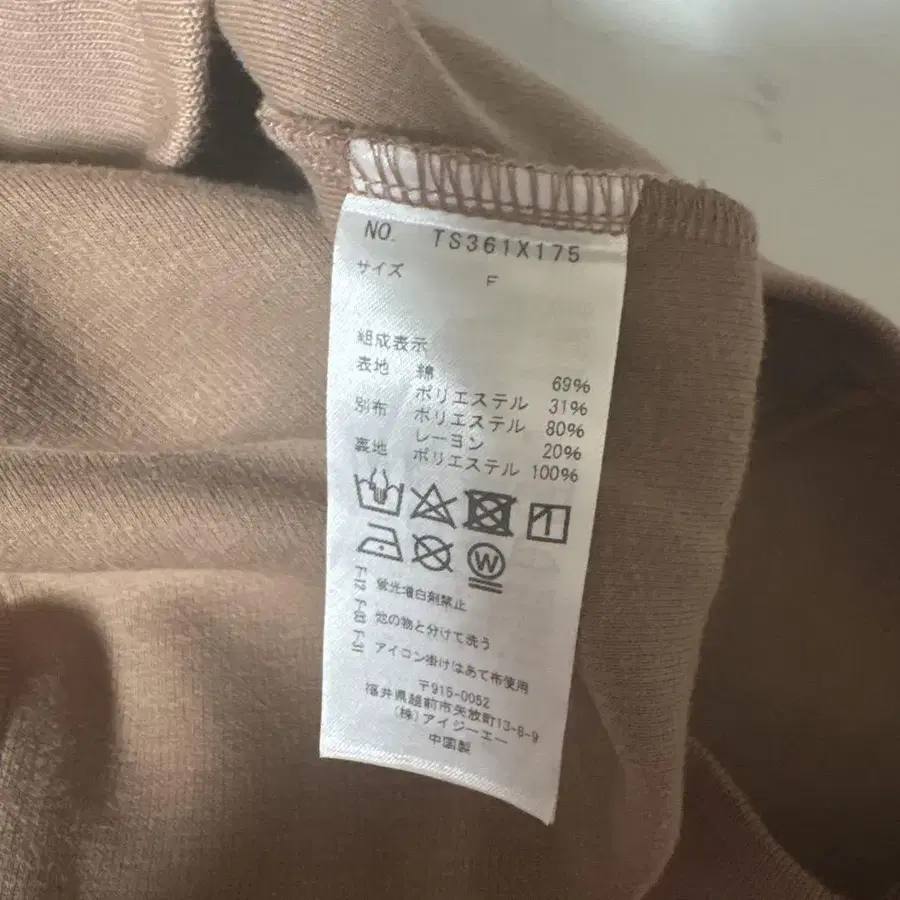 NO. TS361X175
サイズ F
組成表示
表地 綿 69%
ポリエステル 31%
別布 ポリエステル 80%
レーヨン 20%
裏地 ポリエステル 100%
W
蛍光増白剤禁止
他の物と分けて洗う
アイロン掛けはあて布使用
〒915-0052
福井県越前市矢放町13-8-9
(株)アイジーエー
中国製